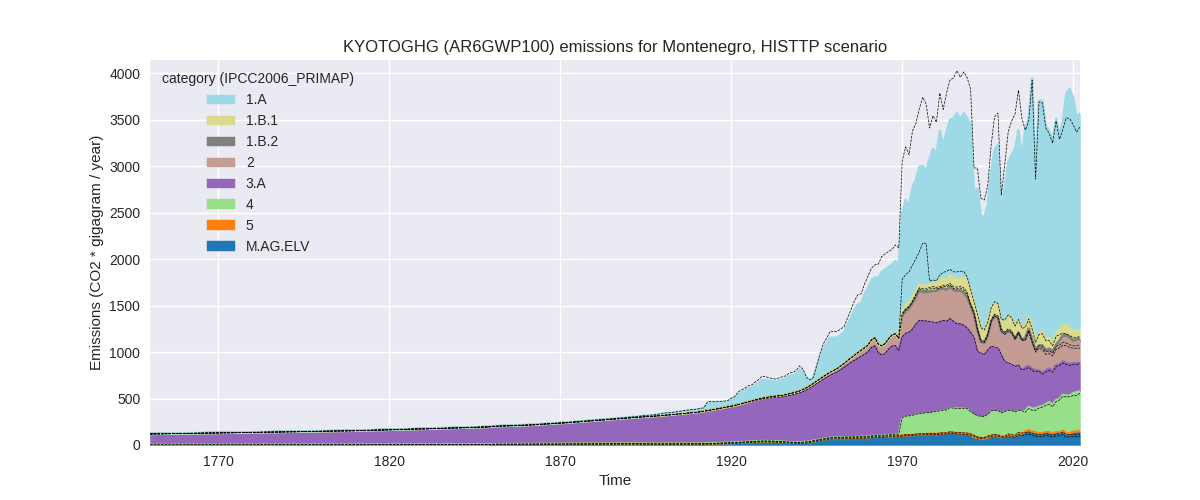 KYOTOGHG (AR6GWP100) emissions for Montenegro, HISTTP scenario
category (IPCC2006_PRIMAP)
1.A
1.B.1
1.B.2
2
3.A
4
5
M.AG.ELV
Emissions (CO2 * gigagram / year)
4000
3500
3000
2500
2000
1500
1000
500
0
1770 1820 1870 1920 1970 2020
Time